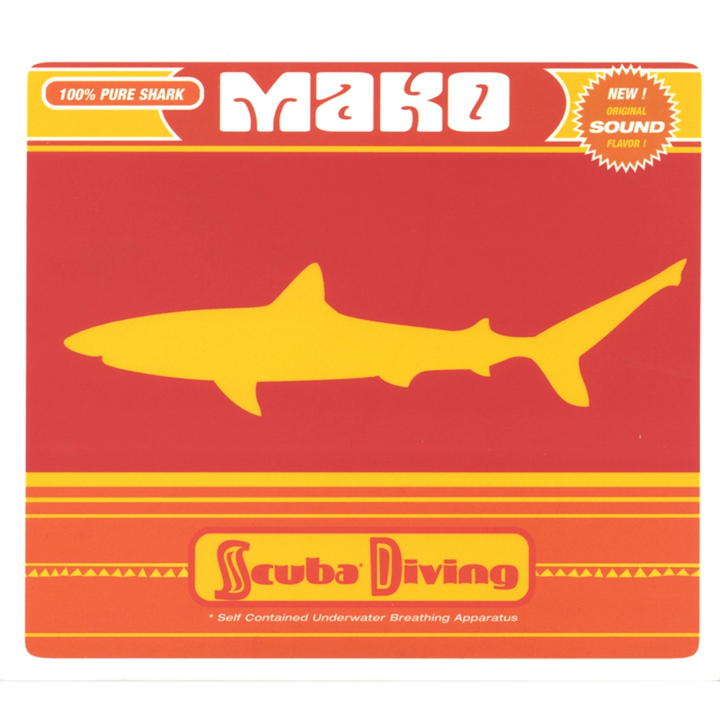 100% PURE SHARK
MaKO
NEW !
ORIGINAL
SOUND
FLAVOR !
Scuba* Diving
* Self Contained Underwater Breathing Apparatus